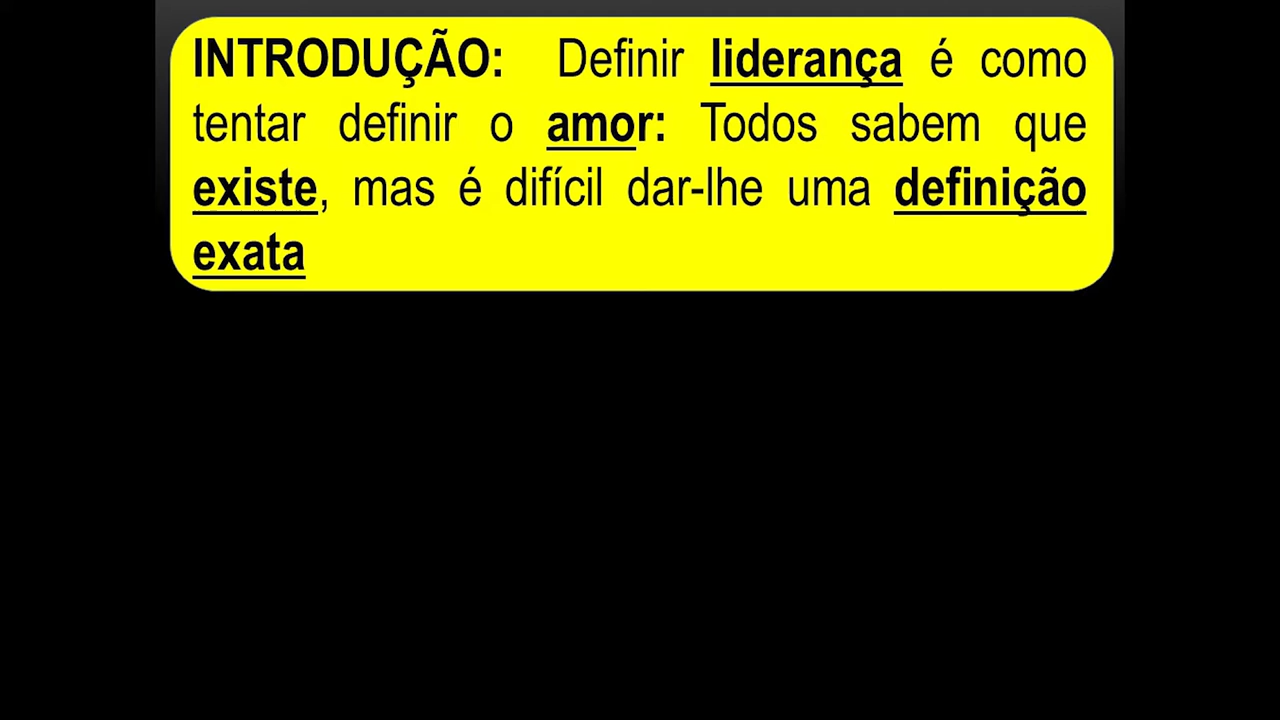 INTRODUÇÃO: Definir liderança é como
tentar definir o amor: Todos sabem que
existe, mas é difícil dar-lhe uma definição
exata